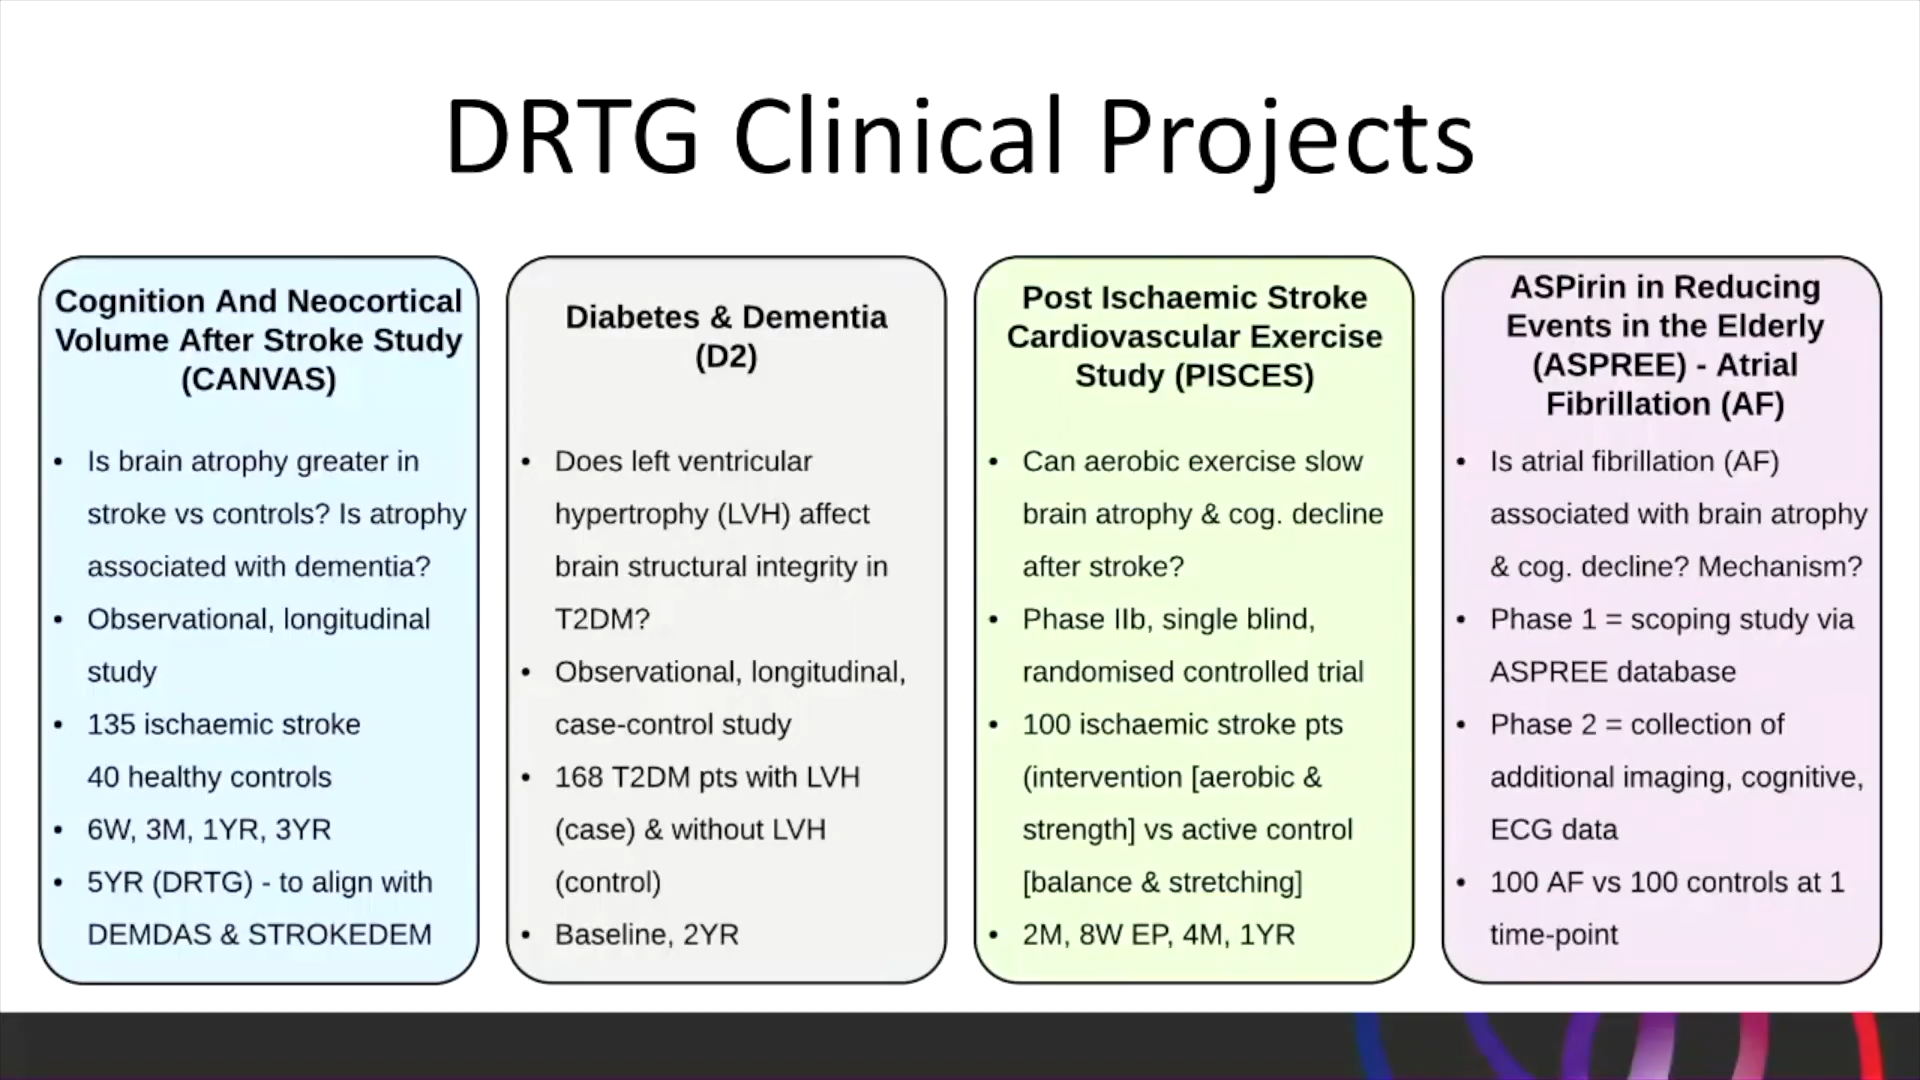 DRTG Clinical Projects
Cognition And Neocortical
Volume After Stroke Study
(CANVAS)
• Is brain atrophy greater in
stroke vs controls? Is atrophy
associated with dementia?
• Observational, longitudinal
study
• 135 ischaemic stroke
40 healthy controls
• 6W, 3M, 1YR, 3YR
• 5YR (DRTG) - to align with
DEMDAS & STROKEDEM
Diabetes & Dementia
(D2)
• Does left ventricular
hypertrophy (LVH) affect
brain structural integrity in
T2DM?
• Observational, longitudinal,
case-control study
• 168 T2DM pts with LVH
(case) & without LVH
(control)
• Baseline, 2YR
Post Ischaemic Stroke
Cardiovascular Exercise
Study (PISCES)
• Can aerobic exercise slow
brain atrophy & cog. decline
after stroke?
• Phase IIb, single blind,
randomised controlled trial
• 100 ischaemic stroke pts
(intervention [aerobic &
strength] vs active control
[balance & stretching]
• 2M, 8W EP, 4M, 1YR
ASPirin in Reducing
Events in the Elderly
(ASPREE) - Atrial
Fibrillation (AF)
• Is atrial fibrillation (AF)
associated with brain atrophy
& cog. decline? Mechanism?
• Phase 1 = scoping study via
ASPREE database
• Phase 2 = collection of
additional imaging, cognitive,
ECG data
• 100 AF vs 100 controls at 1
time-point